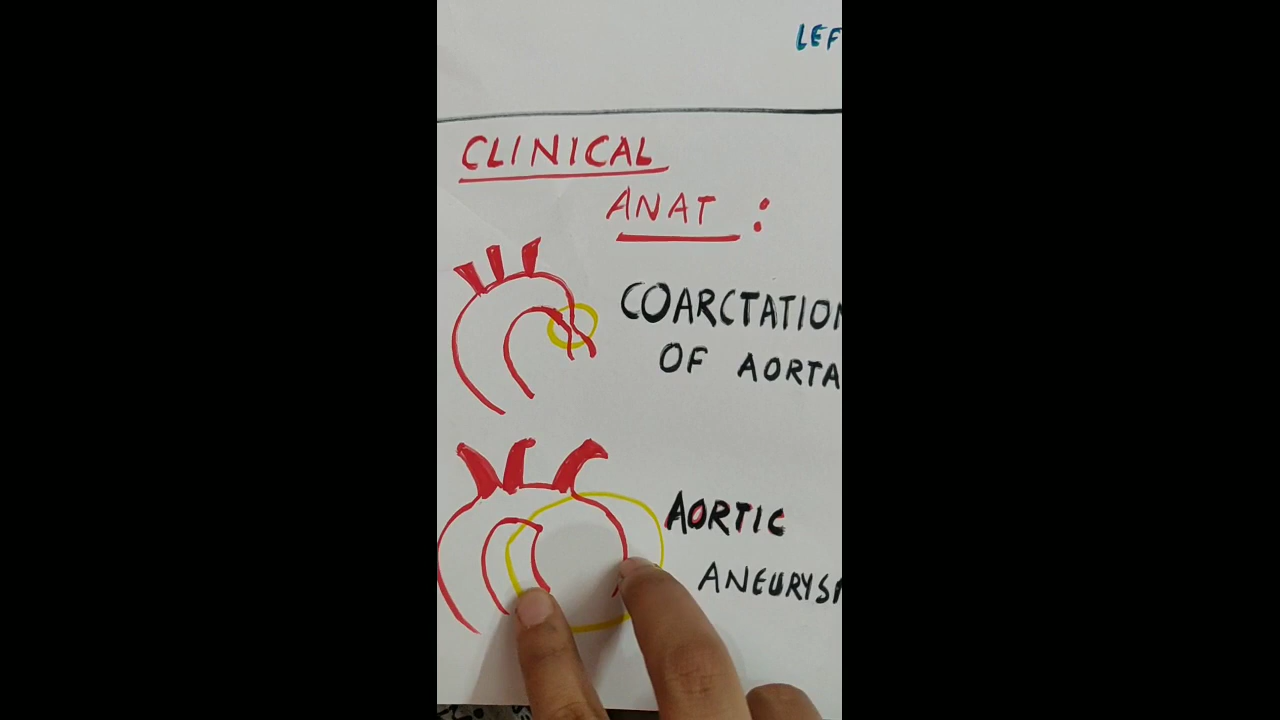 LEF
CLINICAL
ANAT :
COARCTATION
OF AORTA
AORTIC
ANEURYS